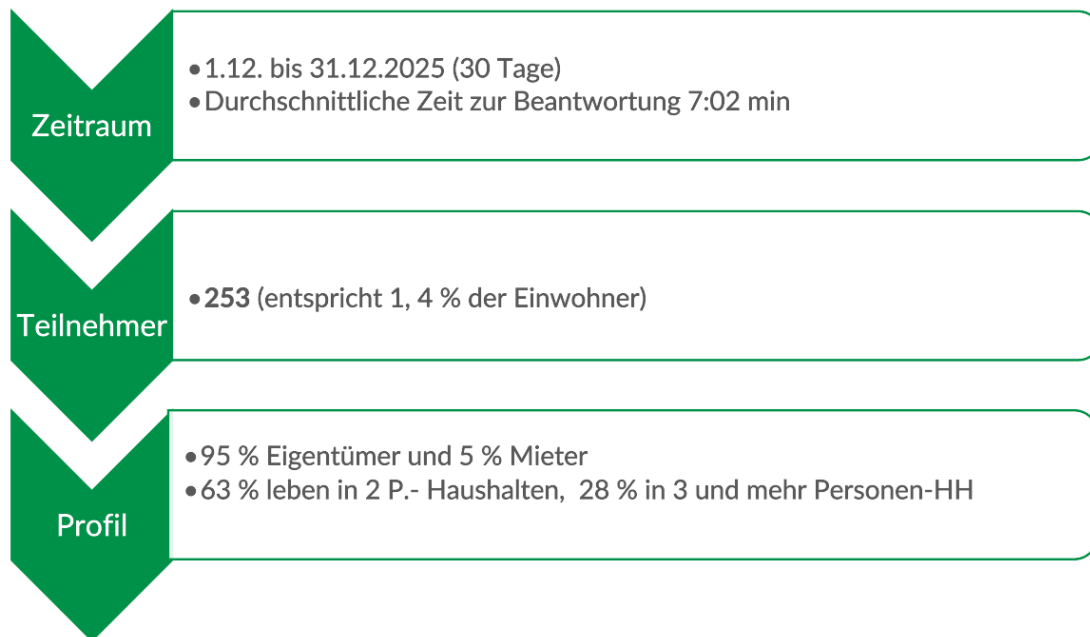 Zeitraum
•1.12. bis 31.12.2025 (30 Tage)
•Durchschnittliche Zeit zur Beantwortung 7:02 min
Teilnehmer
•253 (entspricht 1, 4 % der Einwohner)
Profil
•95 % Eigentümer und 5 % Mieter
•63 % leben in 2 P.- Haushalten,  28 % in 3 und mehr Personen-HH